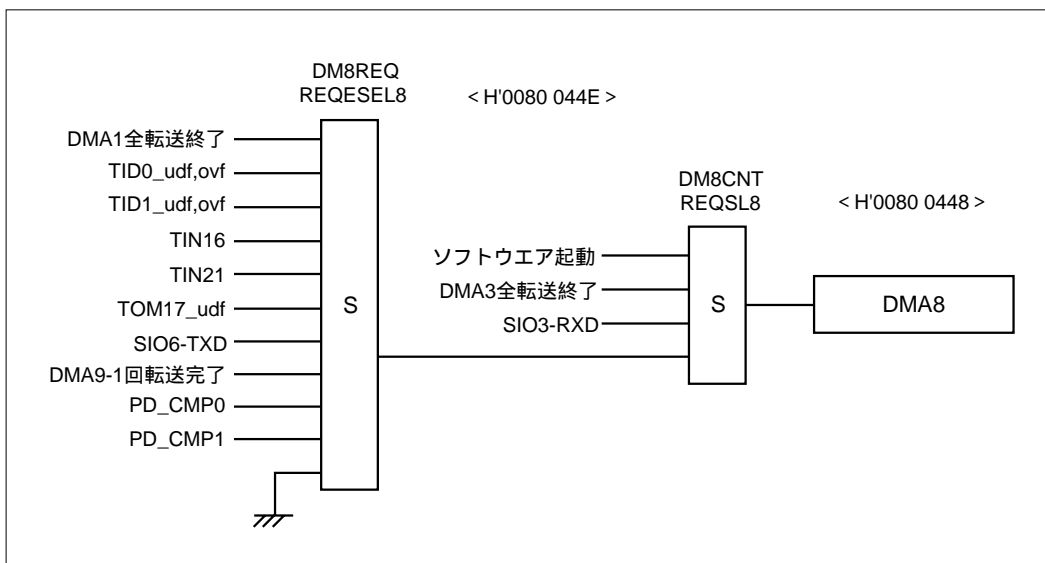 DM8REQ
REQESEL8
< H'0080 044E >
DMA1全転送終了
TID0_udf,ovf
TID1_udf,ovf
TIN16
TIN21
TOM17_udf
SIO6-TXD
DMA9-1回転送完了
PD_CMP0
PD_CMP1
S
DM8CNT
REQSL8
< H'0080 0448 >
ソフトウエア起動
DMA3全転送終了
SIO3-RXD
S
DMA8